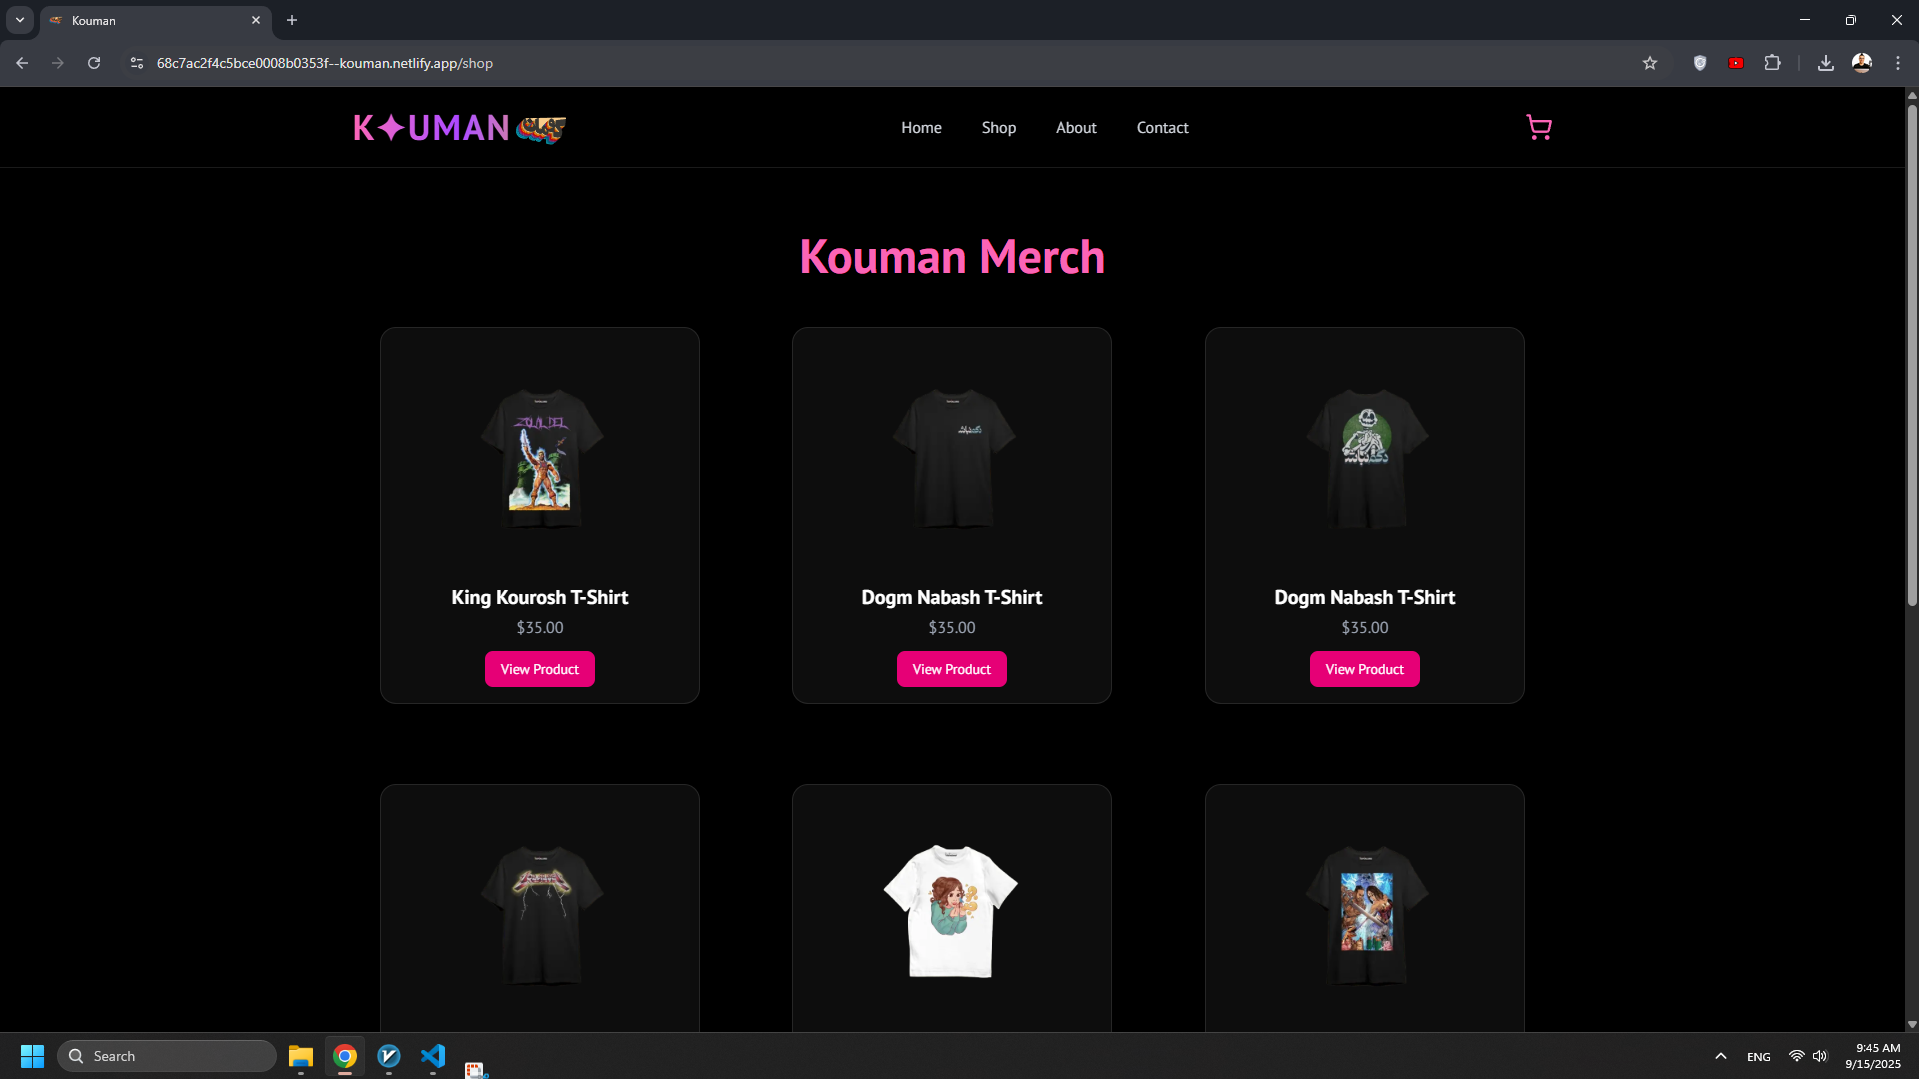 Kouman
68c7ac2f4c5bce0008b0353f--kouman.netlify.app/shop
K✦UMAN
Home
Shop
About
Contact
Kouman Merch
King Kourosh T-Shirt
$35.00
View Product
Dogm Nabash T-Shirt
$35.00
View Product
Dogm Nabash T-Shirt
$35.00
View Product
Search
ENG
9:45 AM
9/15/2025